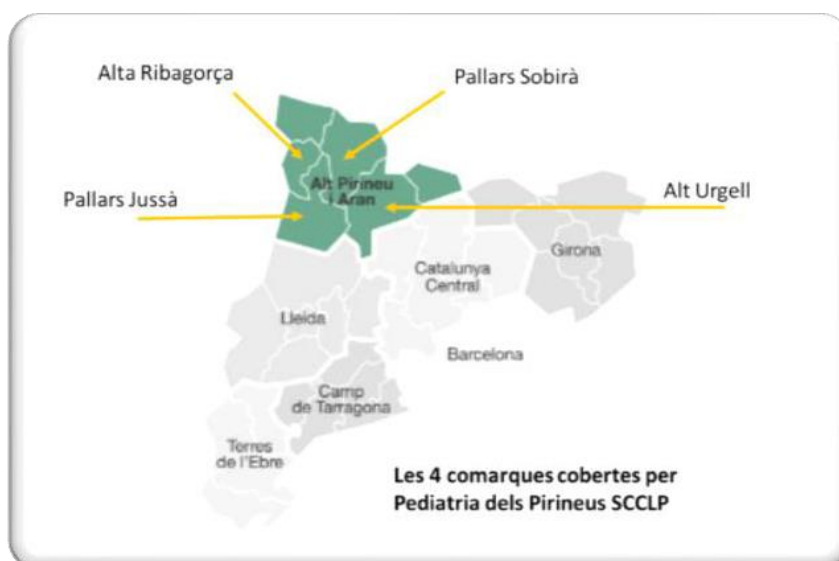 Alta Ribagorça
Pallars Sobirà
Alt Pirineu
i Aran
Pallars Jussà
Alt Urgell
Girona
Catalunya
Central
Lleida
Barcelona
Camp
de Tarragona
Terres
de l'Ebre
Les 4 comarques cobertes per
Pediatria dels Pirineus SCCLP